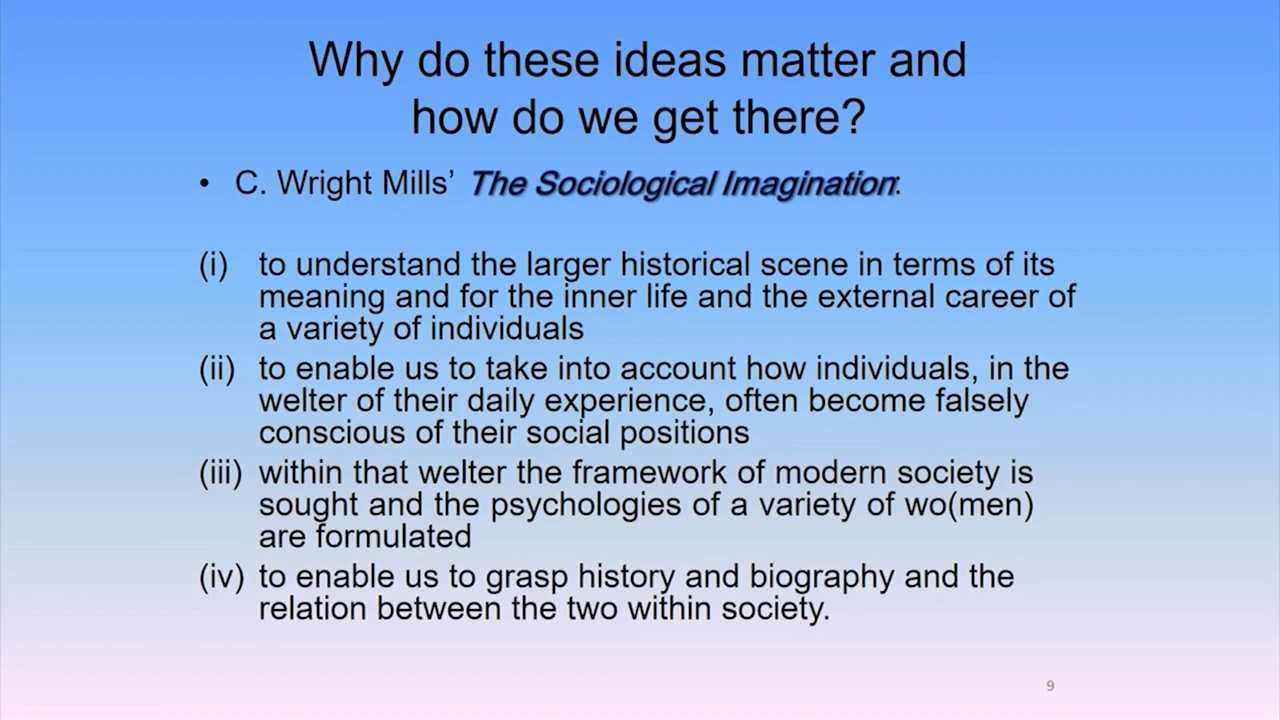 Why do these ideas matter and
how do we get there?
• C. Wright Mills’ The Sociological Imagination:
(i) to understand the larger historical scene in terms of its
meaning and for the inner life and the external career of
a variety of individuals
(ii) to enable us to take into account how individuals, in the
welter of their daily experience, often become falsely
conscious of their social positions
(iii) within that welter the framework of modern society is
sought and the psychologies of a variety of wo(men)
are formulated
(iv) to enable us to grasp history and biography and the
relation between the two within society.
9